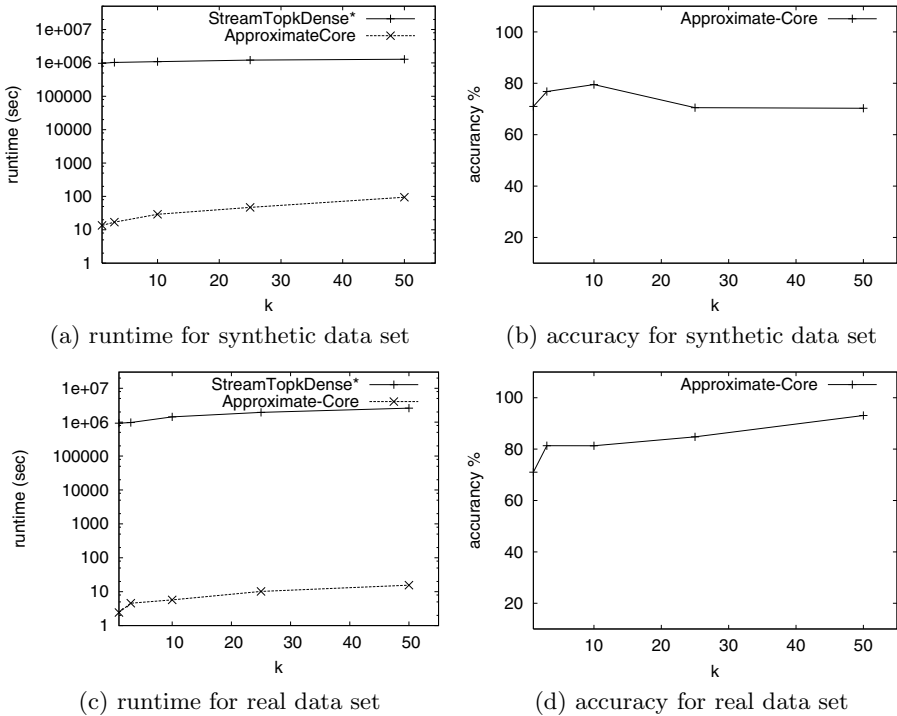 StreamTopkDense*
ApproximateCore
1e+007
1e+006
100000
10000
1000
100
10
1
runtime (sec)
10 20 30 40 50
k
(a) runtime for synthetic data set
Approximate-Core
100
80
60
40
20
accurancy %
10 20 30 40 50
k
(b) accuracy for synthetic data set
StreamTopkDense*
Approximate-Core
1e+07
1e+06
100000
10000
1000
100
10
1
runtime (sec)
10 20 30 40 50
k
(c) runtime for real data set
Approximate-Core
100
80
60
40
20
accurancy %
10 20 30 40 50
k
(d) accuracy for real data set